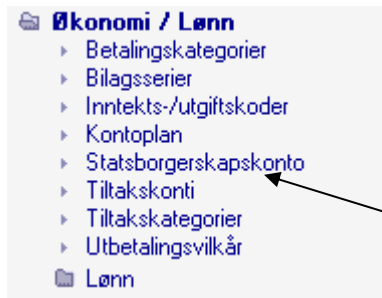 Økonomi / Lønn
Betalingskategorier
Bilagsserier
Inntekts-/utgiftskoder
Kontoplan
Statsborgerskapskonto
Tiltakskonti
Tiltakskategorier
Utbetalingsvilkår
Lønn